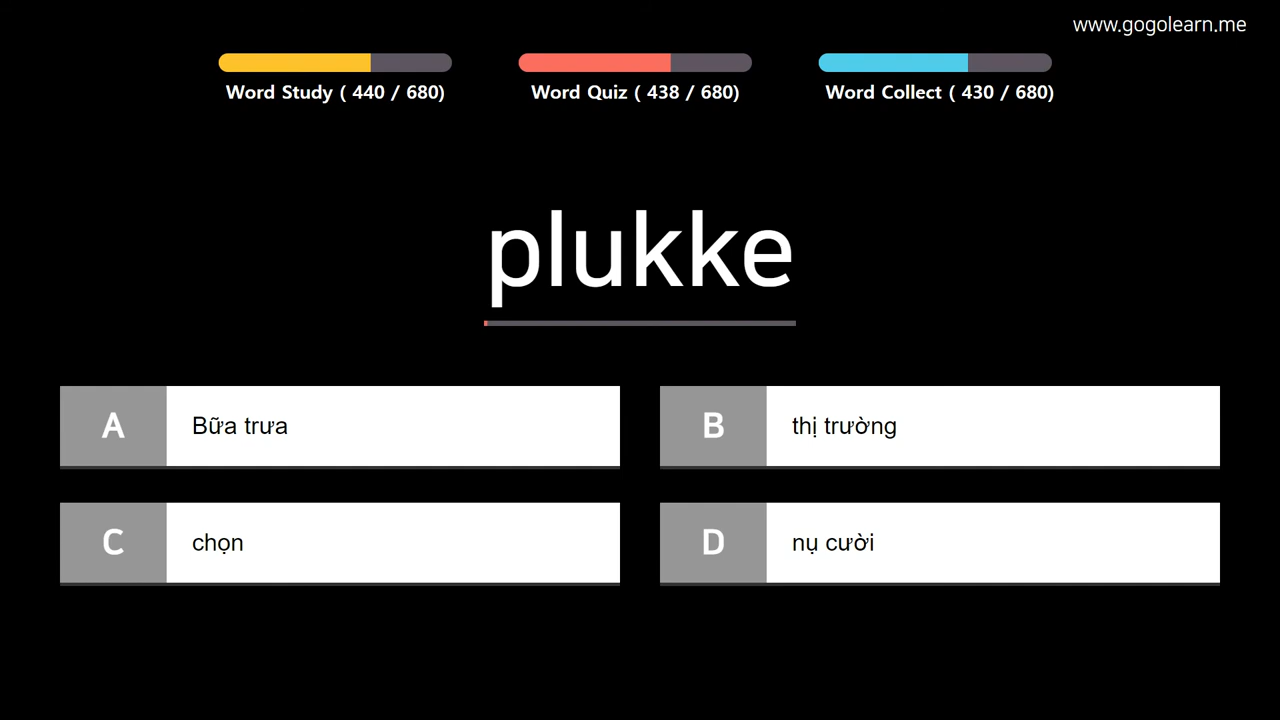 www.gogolearn.me
Word Study ( 440 / 680)
Word Quiz ( 438 / 680)
Word Collect ( 430 / 680)
plukke
A
Bữa trưa
B
thị trường
C
chọn
D
nụ cười